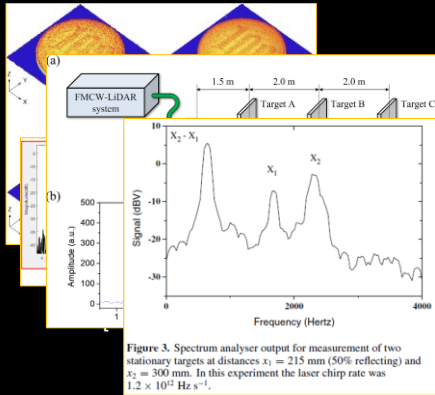 (a)
1.5 m
2.0 m
2.0 m
FMCW-LiDAR
system
Target A
Target B
Target C
Z
Y
X
(b)
500
400
300
200
100
0
Amplitude (a.u.)
1
10
0
-10
-20
-30
Signal (dBV)
X2 - X1
X1
X2
0
2000
4000
Frequency (Hertz)
Figure 3. Spectrum analyser output for measurement of two
stationary targets at distances x1 = 215 mm (50% reflecting) and
x2 = 300 mm. In this experiment the laser chirp rate was
1.2 × 10^12 Hz s^−1.